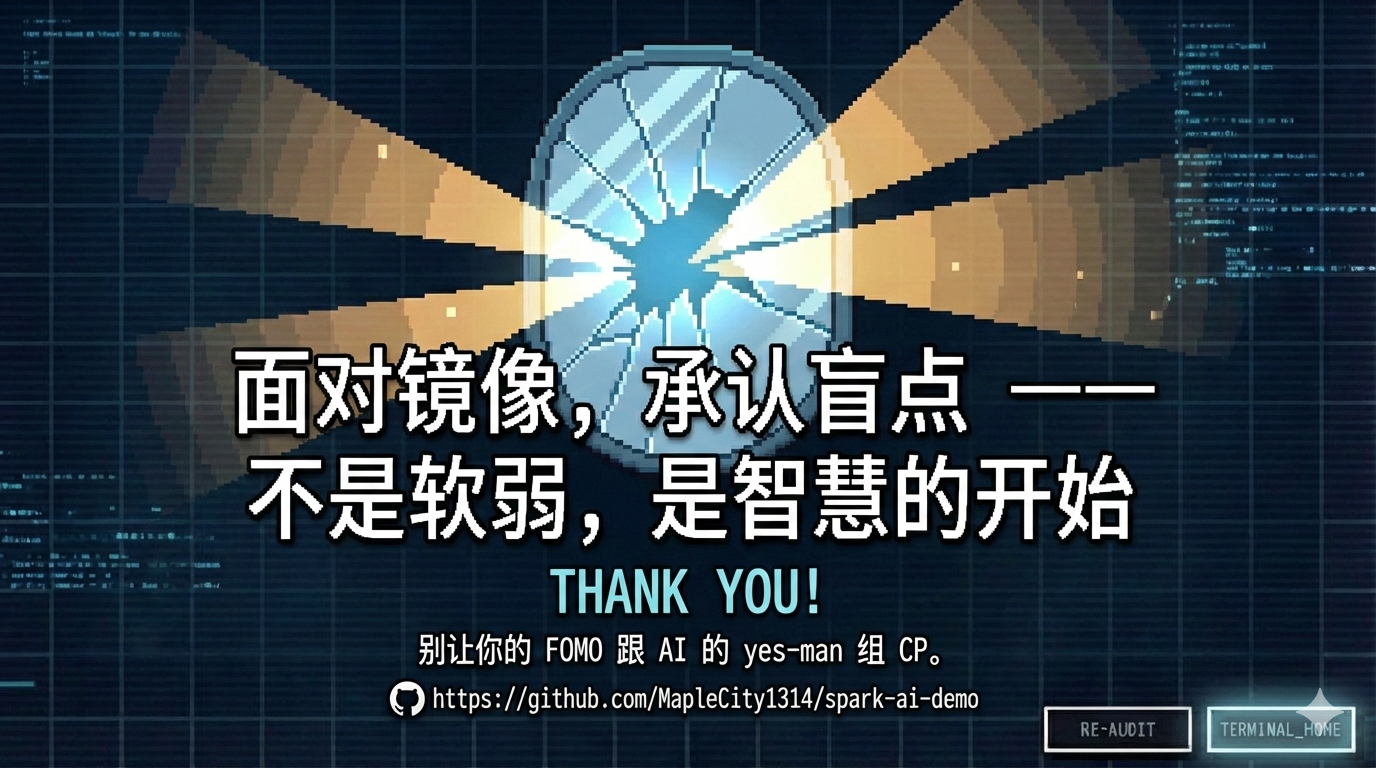 面对镜像，承认盲点 ——
不是软弱，是智慧的开始
THANK YOU!
别让你的 FOMO 跟 AI 的 yes-man 组 CP。
https://github.com/MapleCity1314/spark-ai-demo
RE-AUDIT
TERMINAL_HOME